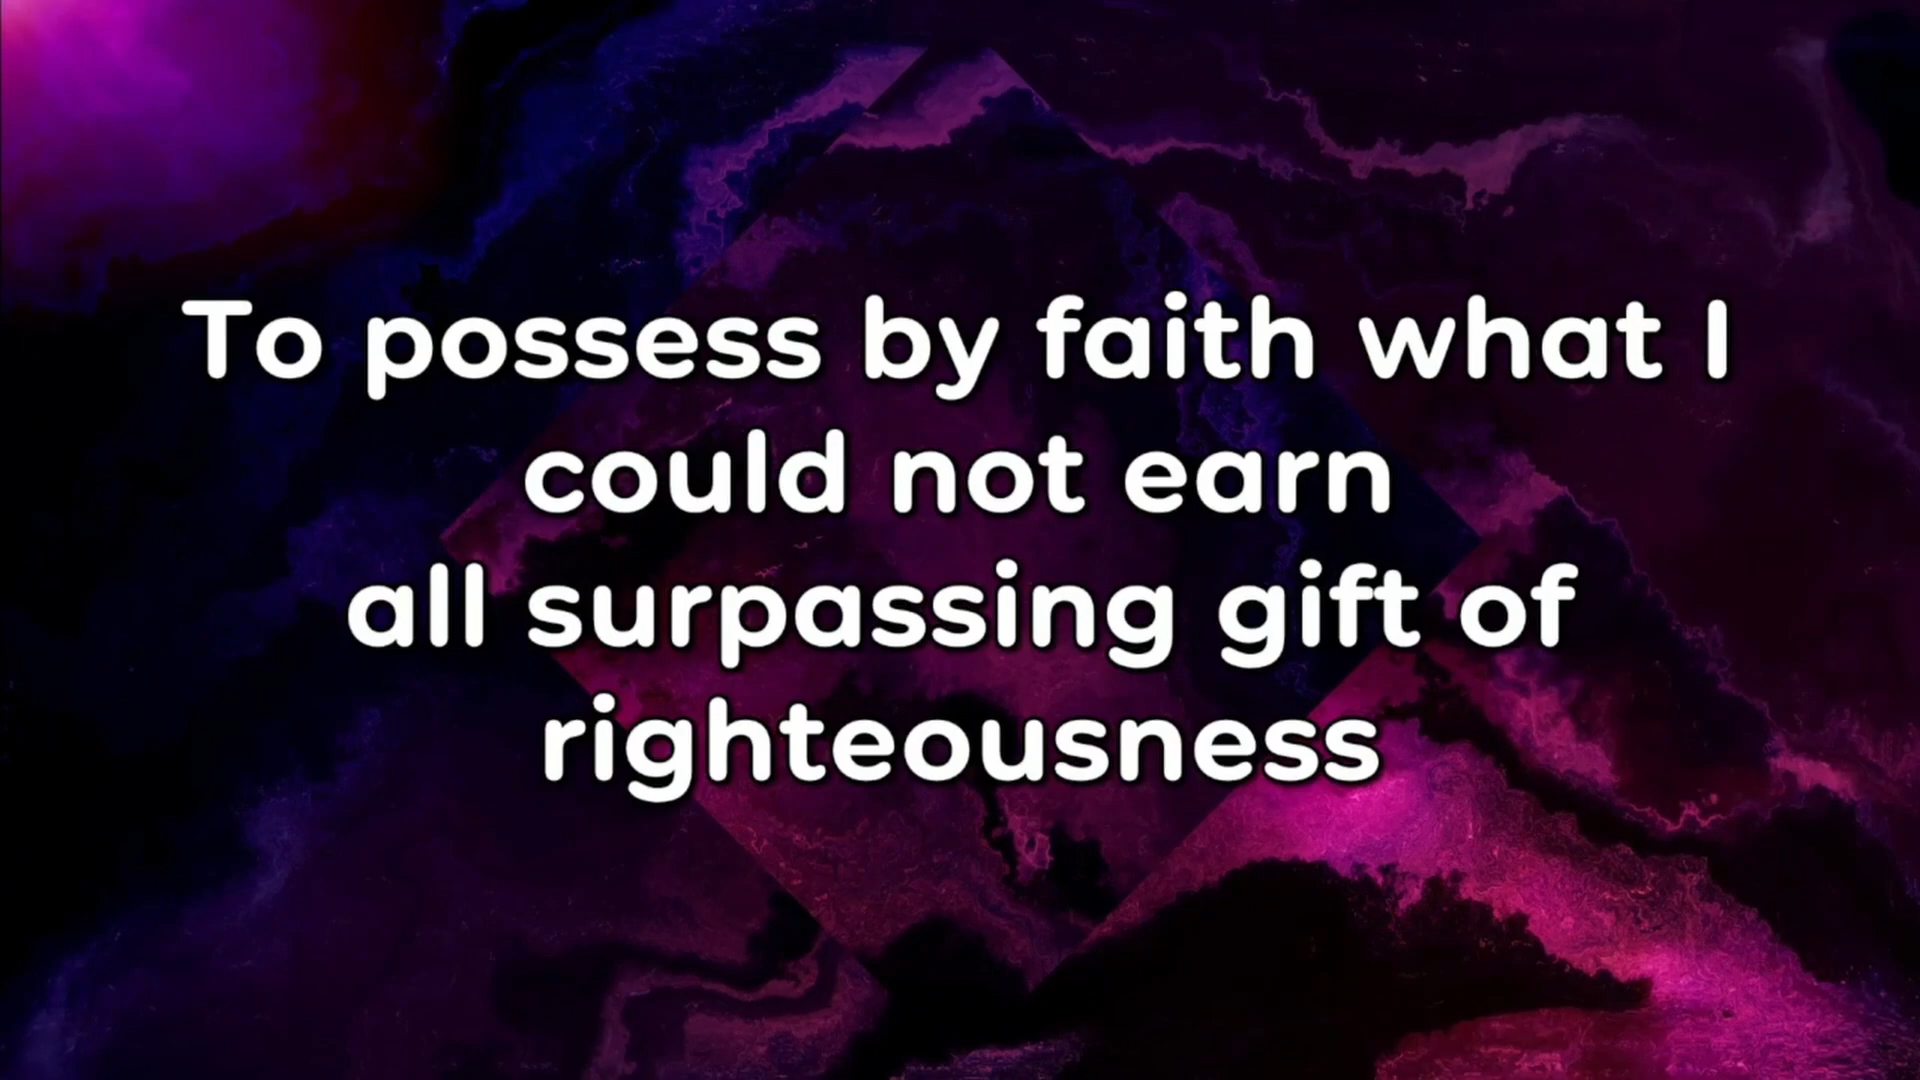 To possess by faith what I
could not earn
all surpassing gift of
righteousness